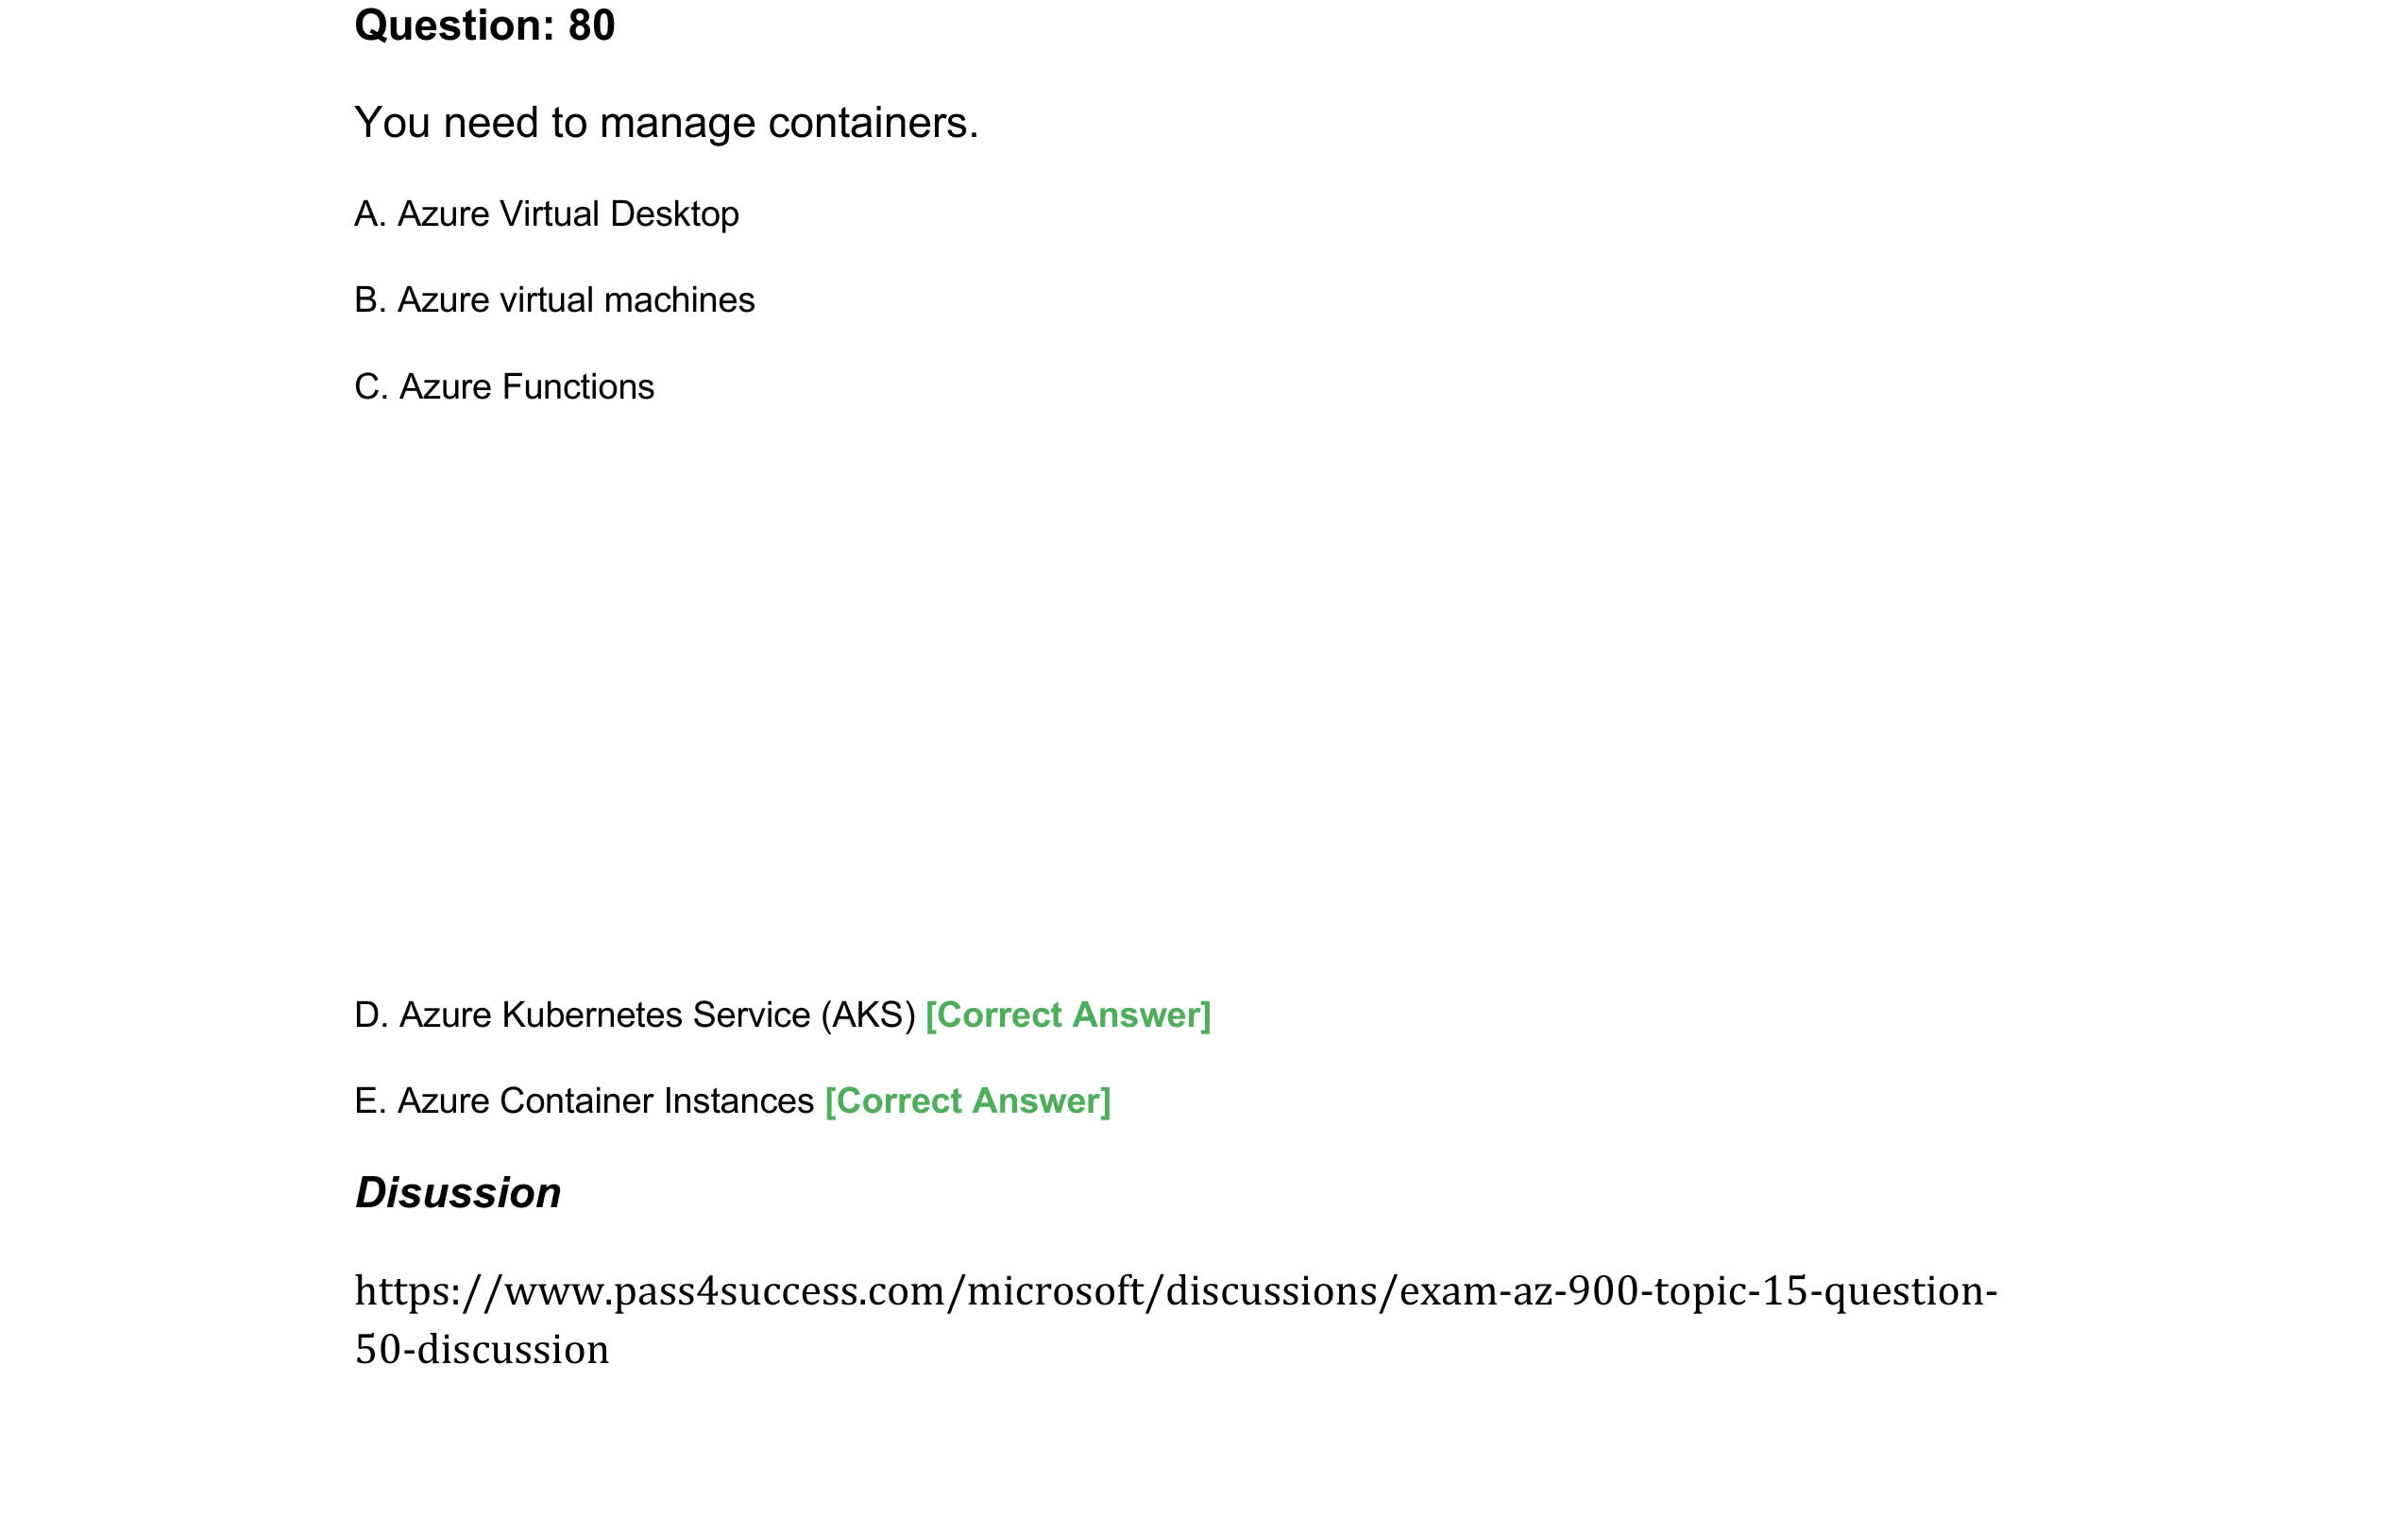 Question: 80
You need to manage containers.
A. Azure Virtual Desktop
B. Azure virtual machines
C. Azure Functions
D. Azure Kubernetes Service (AKS) [Correct Answer]
E. Azure Container Instances [Correct Answer]
Disussion
https://www.pass4success.com/microsoft/discussions/exam-az-900-topic-15-question-
50-discussion